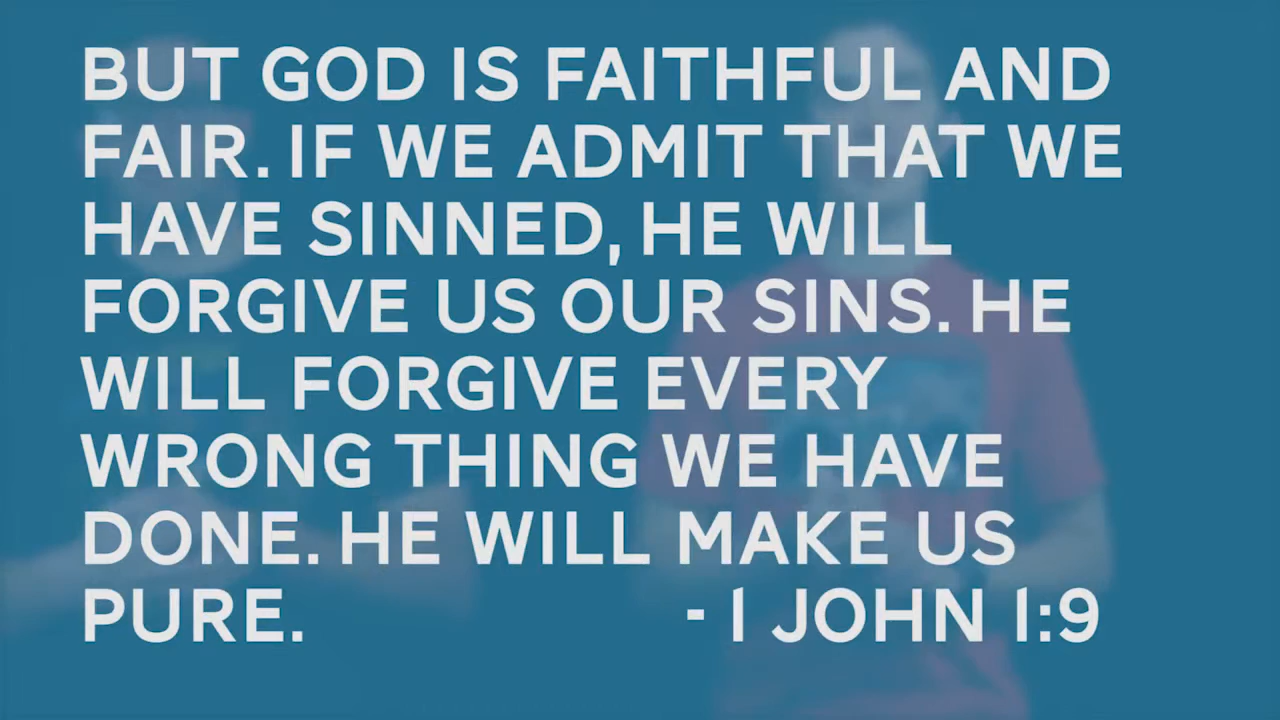 BUT GOD IS FAITHFUL AND
FAIR. IF WE ADMIT THAT WE
HAVE SINNED, HE WILL
FORGIVE US OUR SINS. HE
WILL FORGIVE EVERY
WRONG THING WE HAVE
DONE. HE WILL MAKE US
PURE. - 1 JOHN 1:9